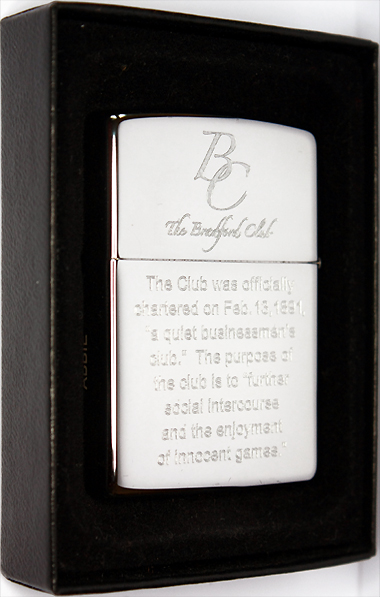 BC
The Bradford Club
The Club was officially
chartered on Feb. 13, 1891,
"a quiet businessmen's
club." The purpose of
the club is to "further
social intercourse
and the enjoyment
of innocent games."